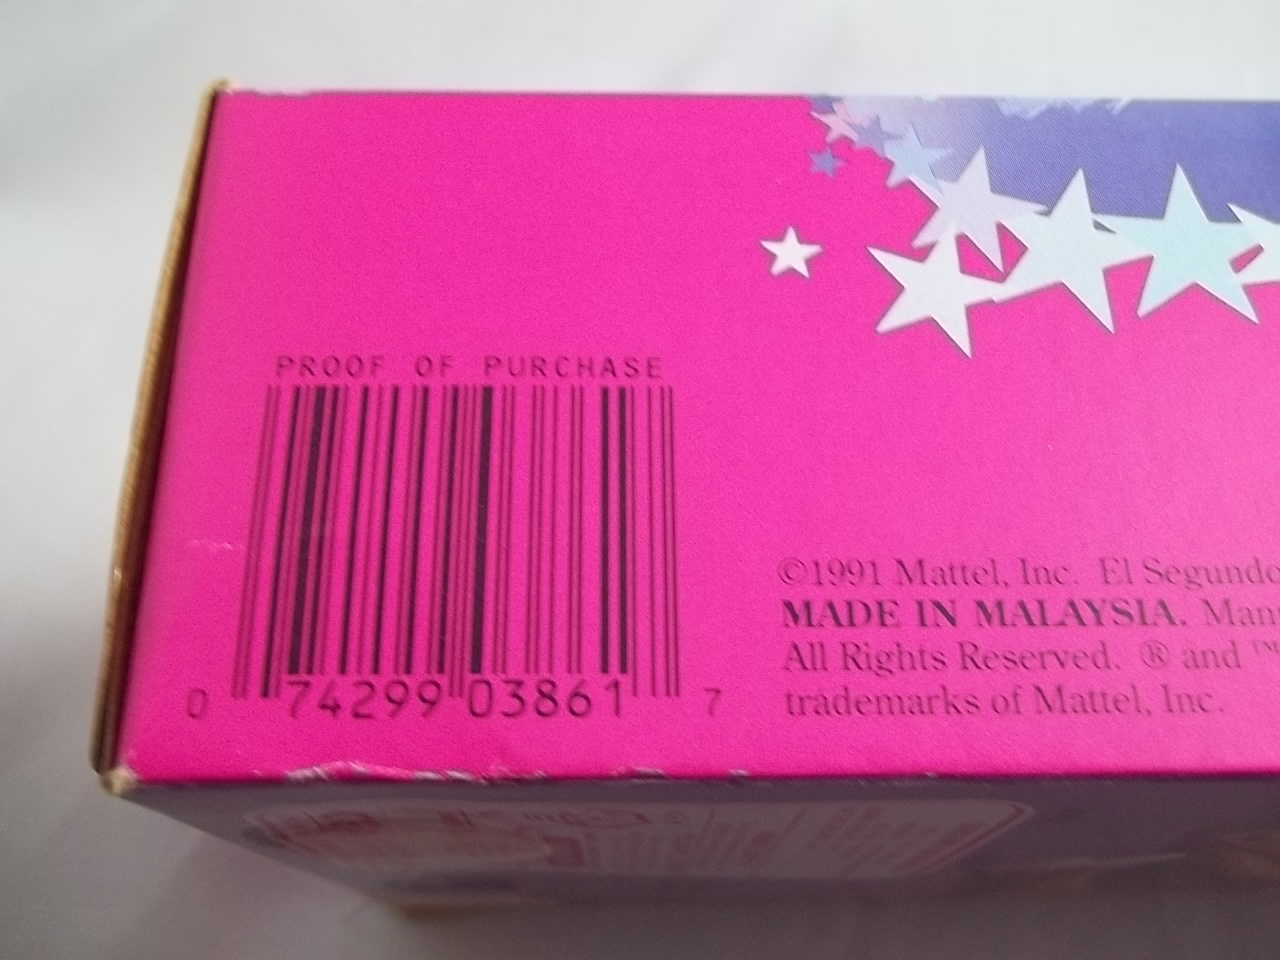 PROOF OF PURCHASE
0 74299 03861 7
©1991 Mattel, Inc. El Segundo
MADE IN MALAYSIA.
All Rights Reserved. ® and ™
trademarks of Mattel, Inc.